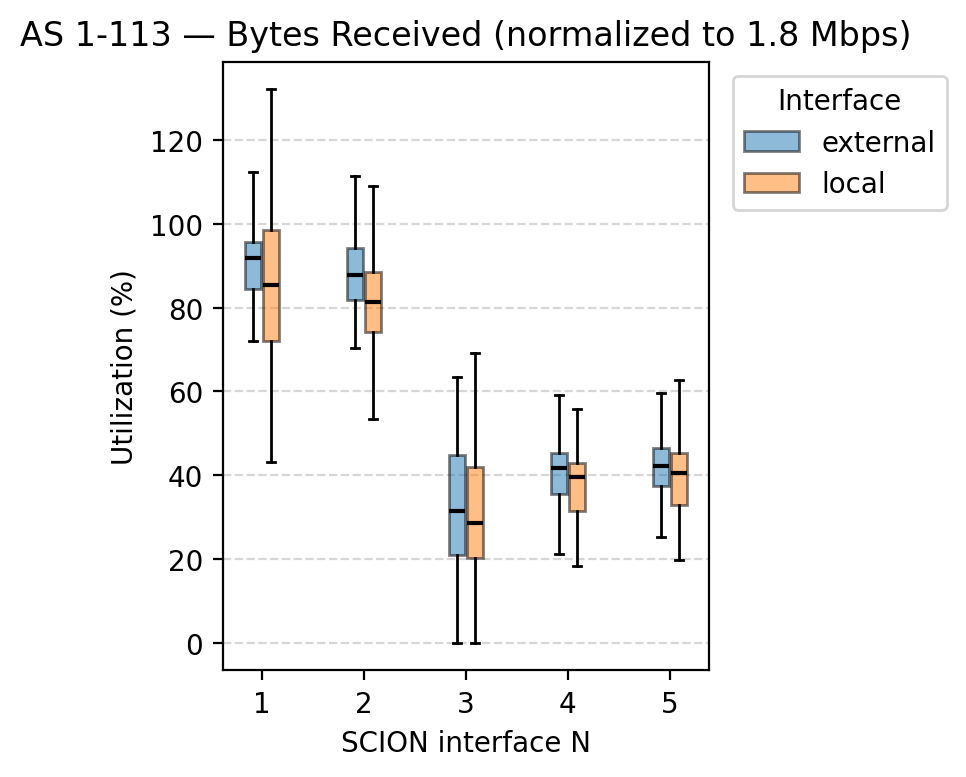 AS 1-113 — Bytes Received (normalized to 1.8 Mbps)
Interface
external
local
Utilization (%)
120
100
80
60
40
20
0
1 2 3 4 5
SCION interface N